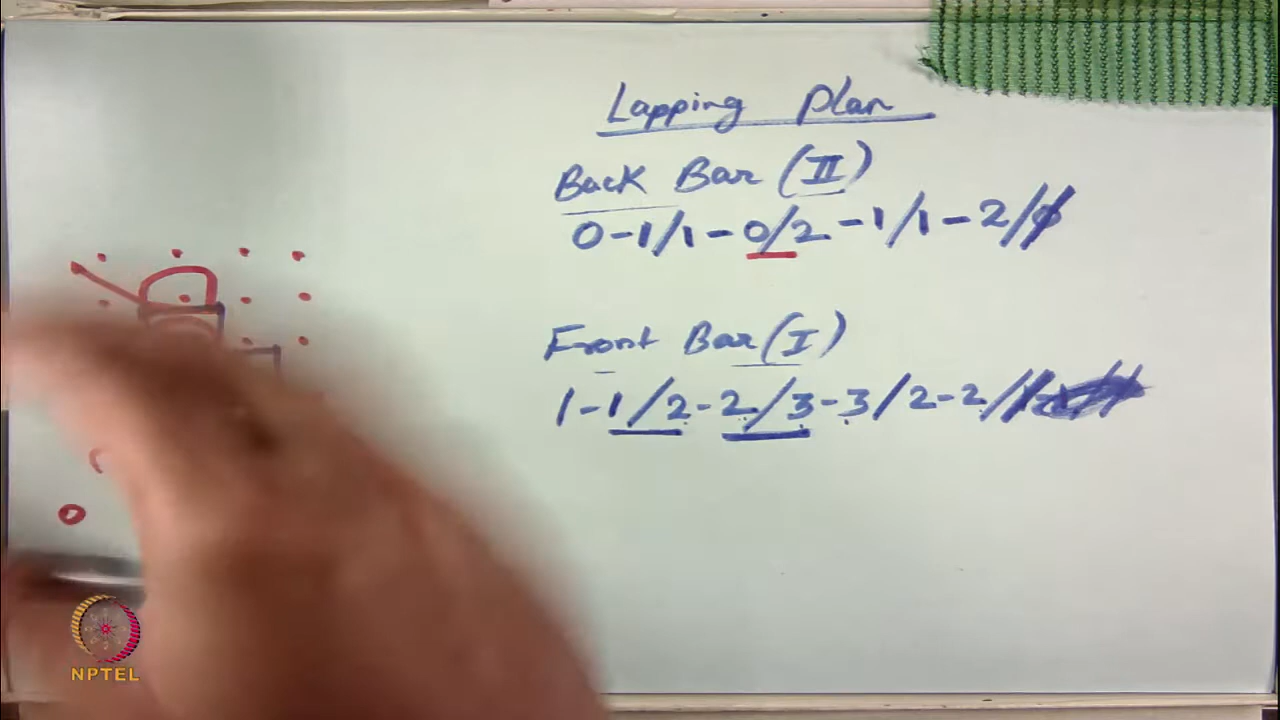 Lapping Plan
Back Bar (II)
0-1/1-0/2-1/1-2//
Front Bar (I)
1-1/2-2/3-3/2-2//
0
NPTEL